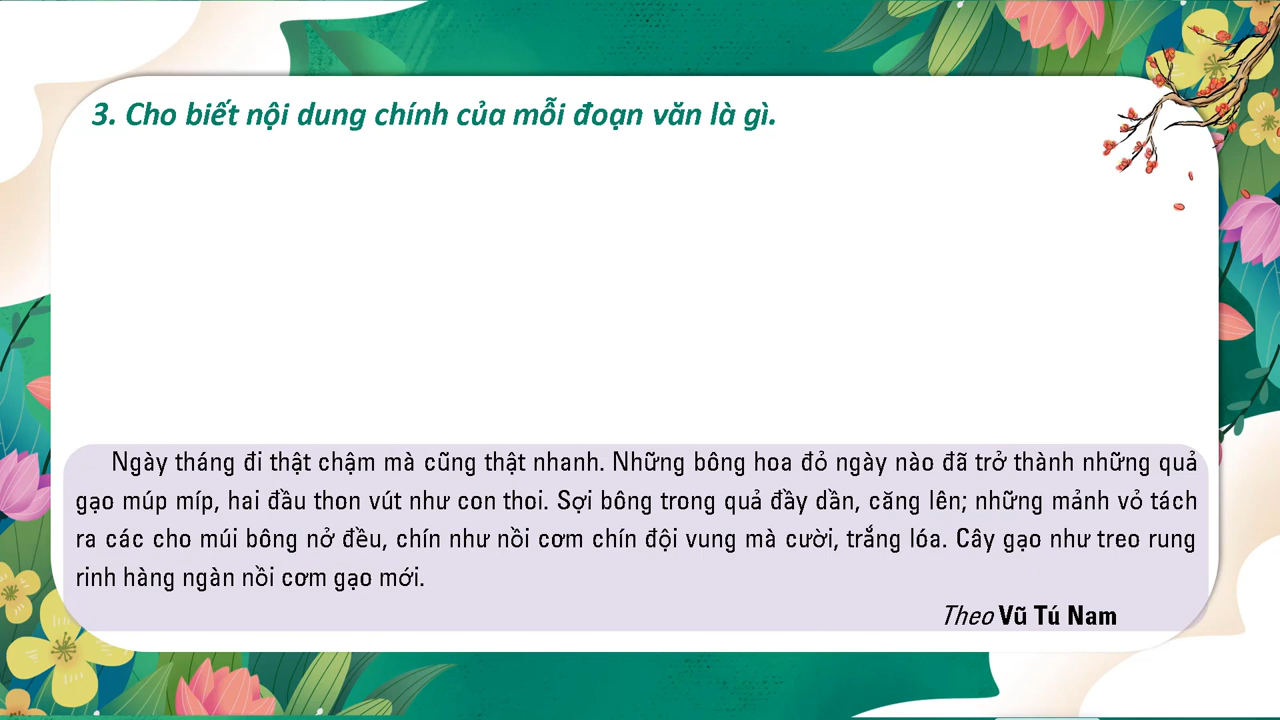 3. Cho biết nội dung chính của mỗi đoạn văn là gì.
Ngày tháng đi thật chậm mà cũng thật nhanh. Những bông hoa đỏ ngày nào đã trở thành những quả
gạo múp míp, hai đầu thon vút như con thoi. Sợi bông trong quả đầy dần, căng lên; những mảnh vỏ tách
ra các cho múi bông nở đều, chín như nồi cơm chín đội vung mà cười, trắng lóa. Cây gạo như treo rung
rinh hàng ngàn nồi cơm gạo mới.
Theo Vũ Tú Nam